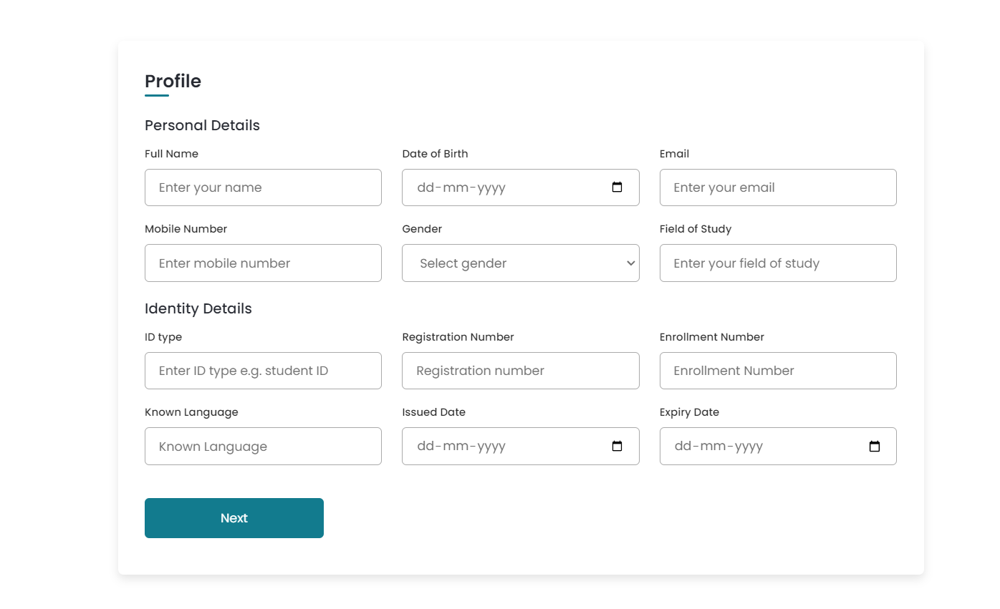 Profile
Personal Details
Full Name Date of Birth Email
Enter your name dd-mm-yyyy Enter your email
Mobile Number Gender Field of Study
Enter mobile number Select gender Enter your field of study
Identity Details
ID type Registration Number Enrollment Number
Enter ID type e.g. student ID Registration number Enrollment Number
Known Language Issued Date Expiry Date
Known Language dd-mm-yyyy dd-mm-yyyy
Next